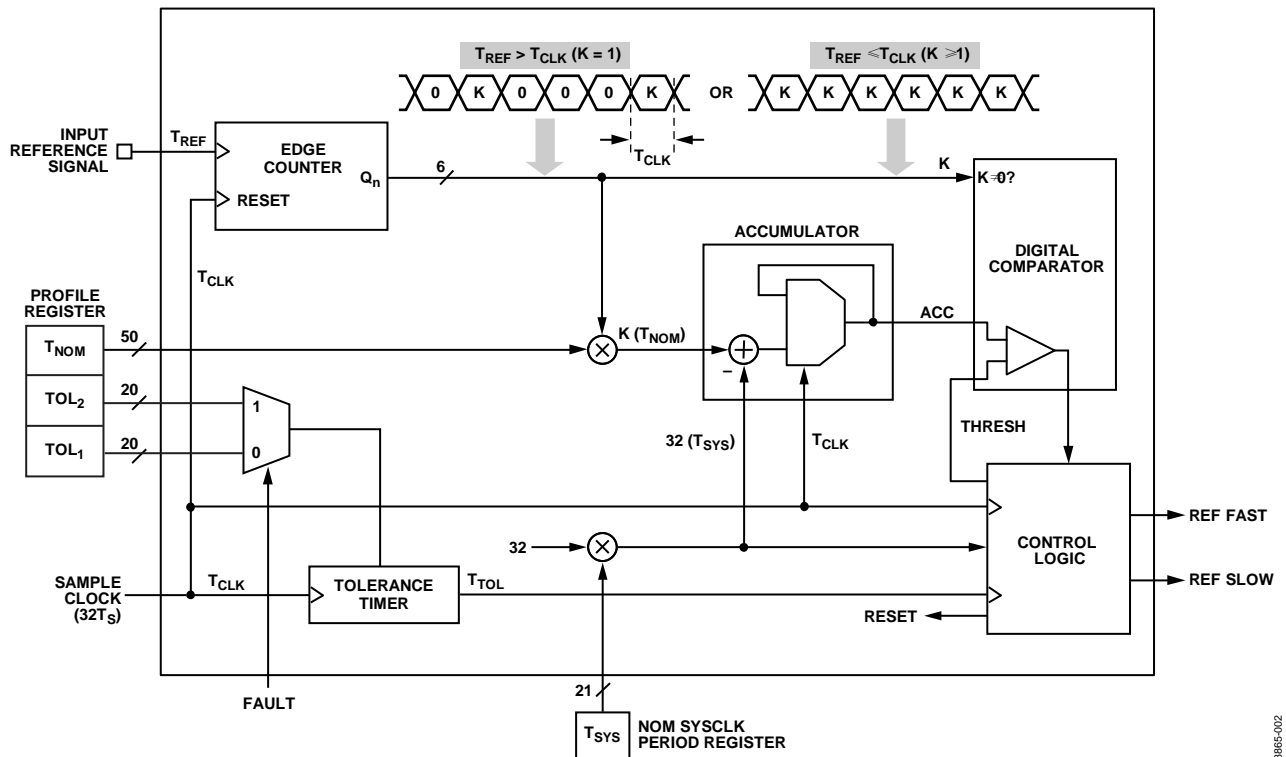 T_REF > T_CLK (K = 1)
T_REF ⩽T_CLK (K ⩾1)
0 K 0 0 0 K
OR
K K K K K K
T_CLK
INPUT
REFERENCE
SIGNAL
T_REF
EDGE
COUNTER
Q_n
RESET
6
K
K≠0?
DIGITAL
COMPARATOR
ACCUMULATOR
T_CLK
PROFILE
REGISTER
T_NOM
50
K (T_NOM)
+
–
ACC
TOL_2
20
1
TOL_1
20
0
32 (T_SYS)
T_CLK
THRESH
REF FAST
32
CONTROL
LOGIC
REF SLOW
SAMPLE
CLOCK
(32T_S)
T_CLK
TOLERANCE
TIMER
T_TOL
RESET
FAULT
21
T_SYS
NOM SYSCLK
PERIOD REGISTER